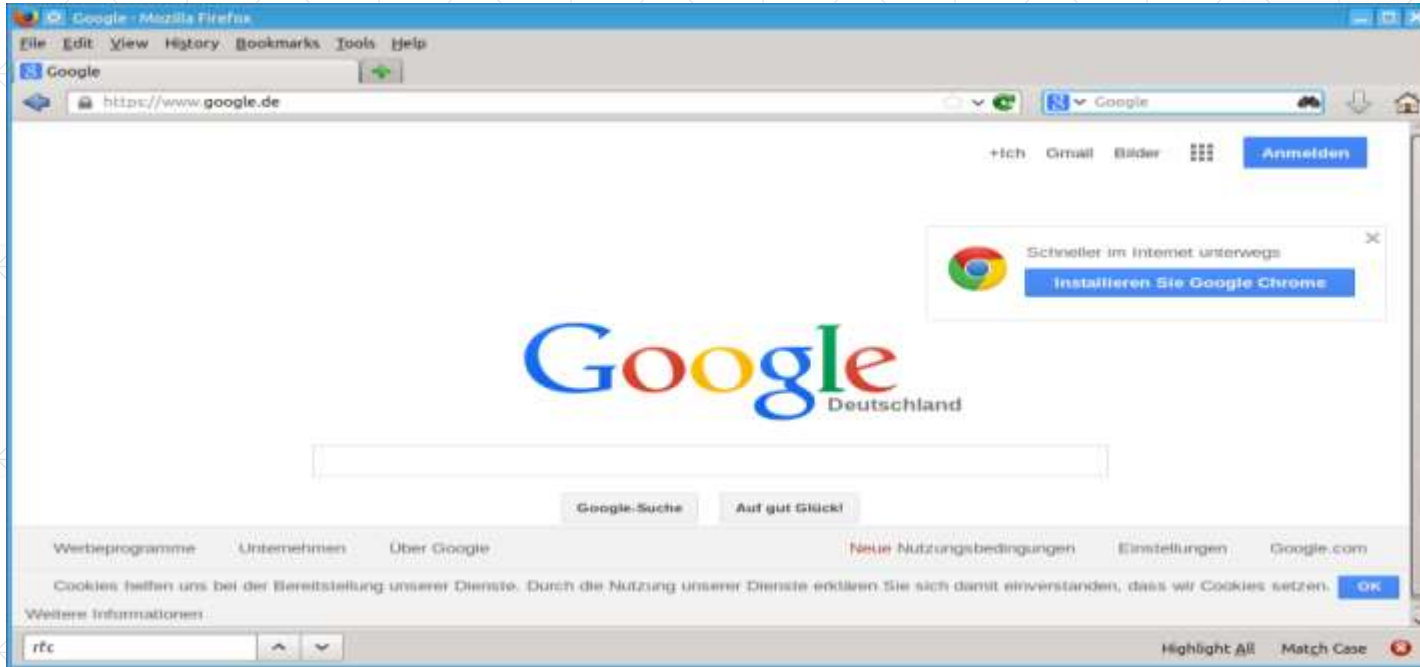 Google - Mozilla Firefox
File Edit View History Bookmarks Tools Help
Google
https://www.google.de Google
+Ich Gmail Bilder Anmelden
Schneller im Internet unterwegs
Installieren Sie Google Chrome
Google
Deutschland
Google-Suche Auf gut Glück!
Werbeprogramme Unternehmen Über Google Neue Nutzungsbedingungen Einstellungen Google.com
Cookies helfen uns bei der Bereitstellung unserer Dienste. Durch die Nutzung unserer Dienste erklären Sie sich damit einverstanden, dass wir Cookies setzen. OK
Weitere Informationen
rfc Highlight All Match Case